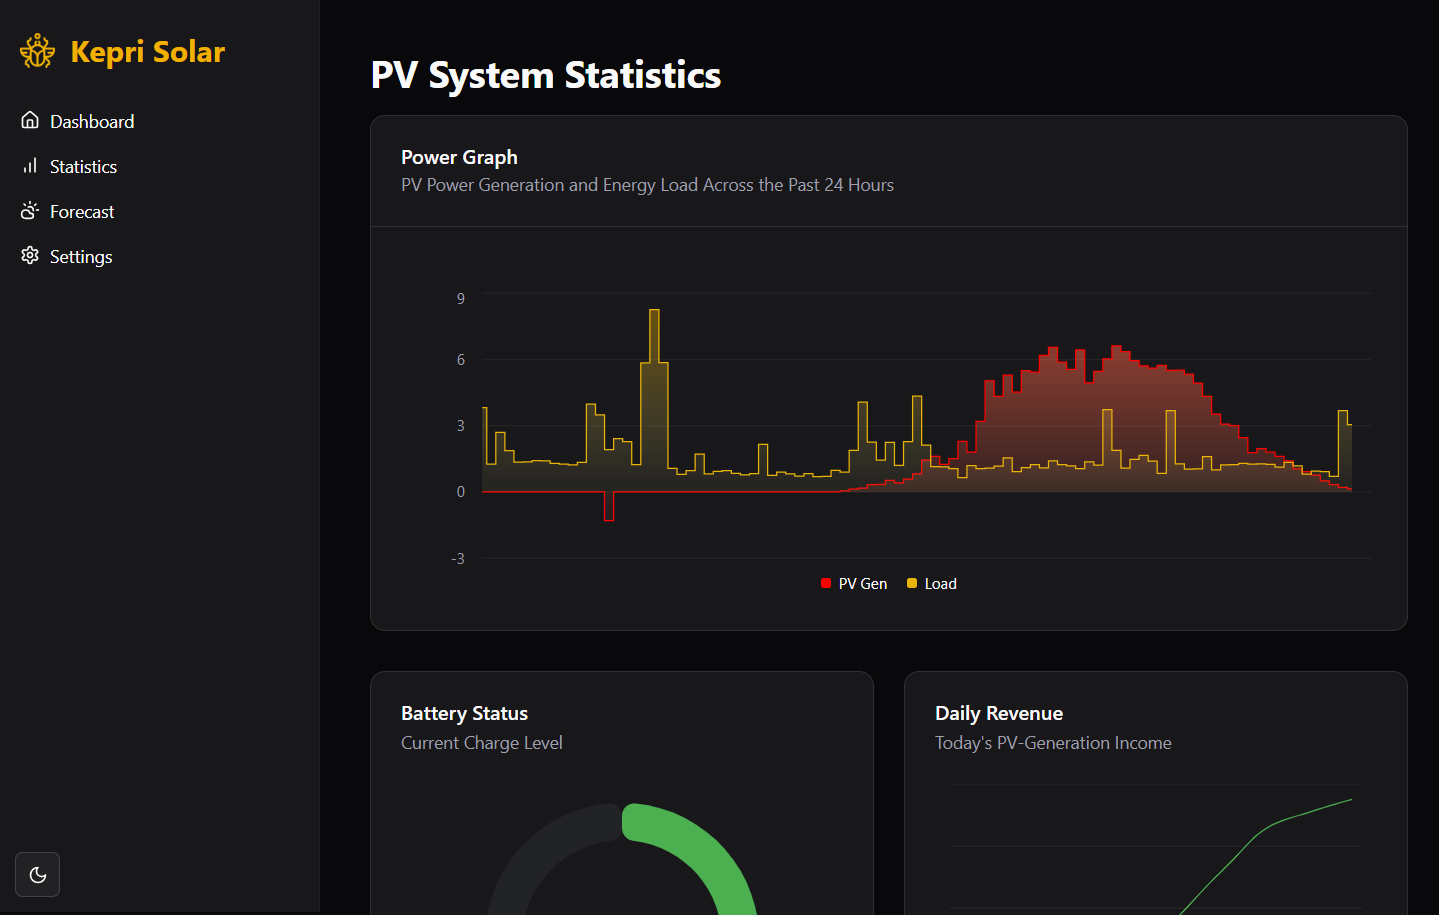 Kepri Solar
Dashboard
Statistics
Forecast
Settings
PV System Statistics
Power Graph
PV Power Generation and Energy Load Across the Past 24 Hours
9
6
3
0
-3
PV Gen
Load
Battery Status
Current Charge Level
Daily Revenue
Today's PV-Generation Income